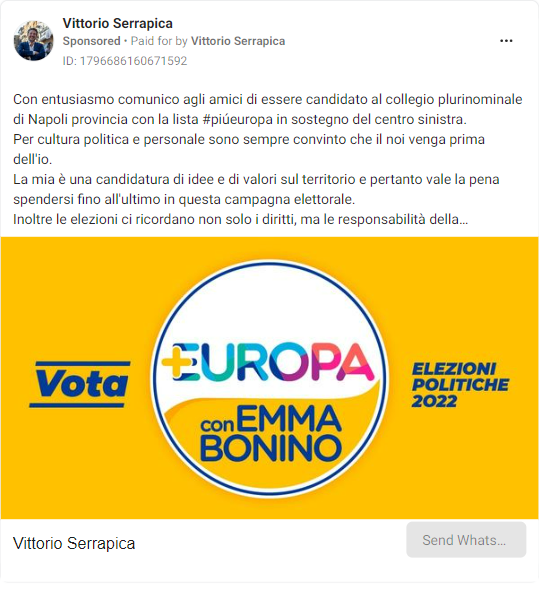 Vittorio Serrapica
Sponsored • Paid for by Vittorio Serrapica
ID: 1796686160671592
Con entusiasmo comunico agli amici di essere candidato al collegio plurinominale
di Napoli provincia con la lista #piúeuropa in sostegno del centro sinistra.
Per cultura politica e personale sono sempre convinto che il noi venga prima
dell'io.
La mia è una candidatura di idee e di valori sul territorio e pertanto vale la pena
spendersi fino all'ultimo in questa campagna elettorale.
Inoltre le elezioni ci ricordano non solo i diritti, ma le responsabilità della...
Vota
+EUROPA
con EMMA
BONINO
ELEZIONI
POLITICHE
2022
Vittorio Serrapica
Send Whats...